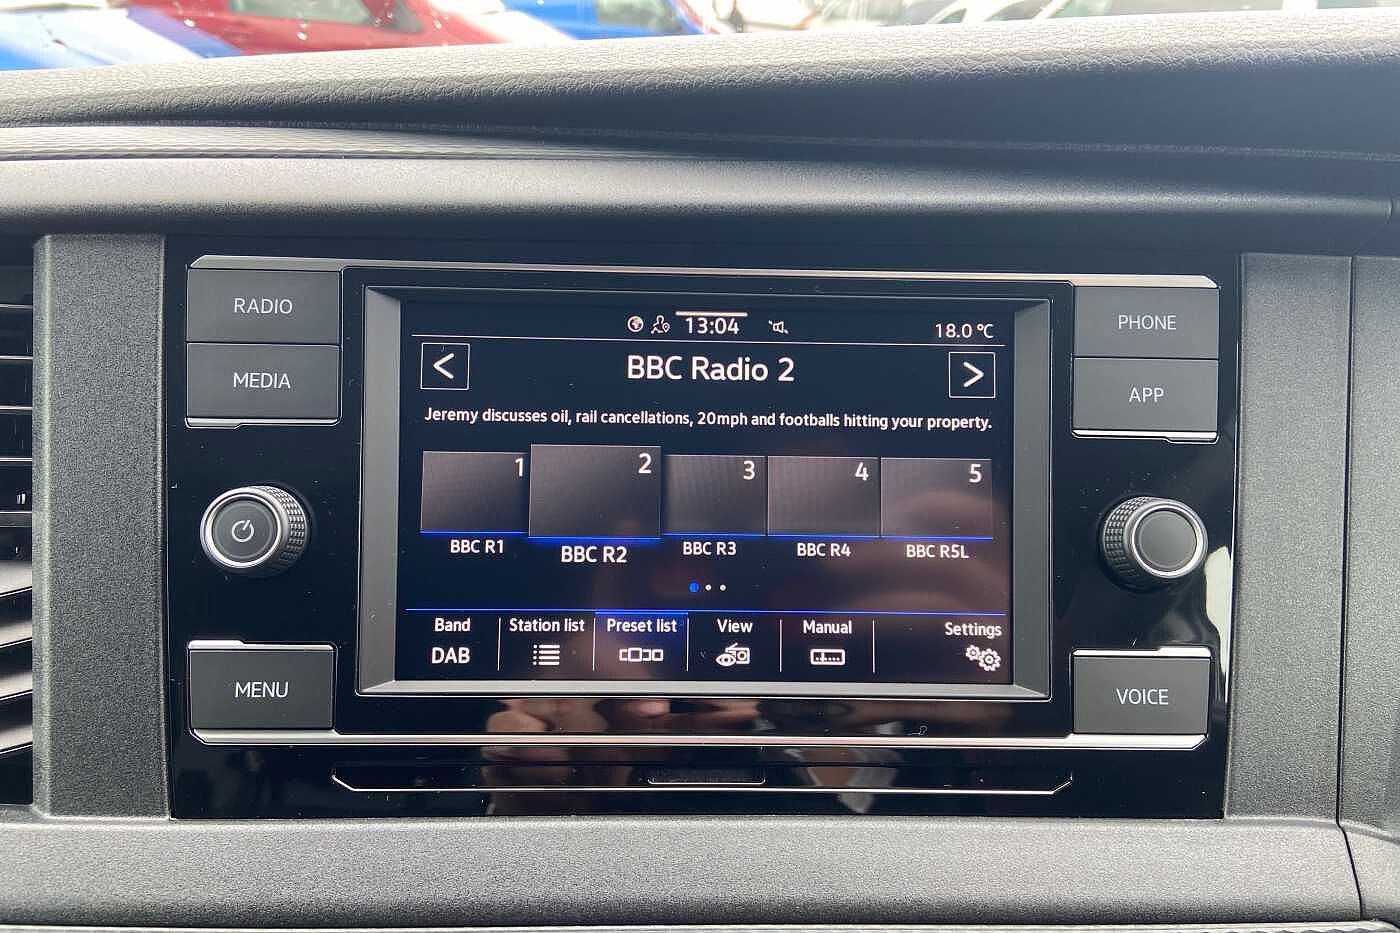 RADIO
MEDIA
MENU
PHONE
APP
VOICE
13:04
18.0 °C
<
BBC Radio 2
>
Jeremy discusses oil, rail cancellations, 20mph and footballs hitting your property.
1 2 3 4 5
BBC R1 BBC R2 BBC R3 BBC R4 BBC R5L
Band Station list Preset list View Manual Settings
DAB